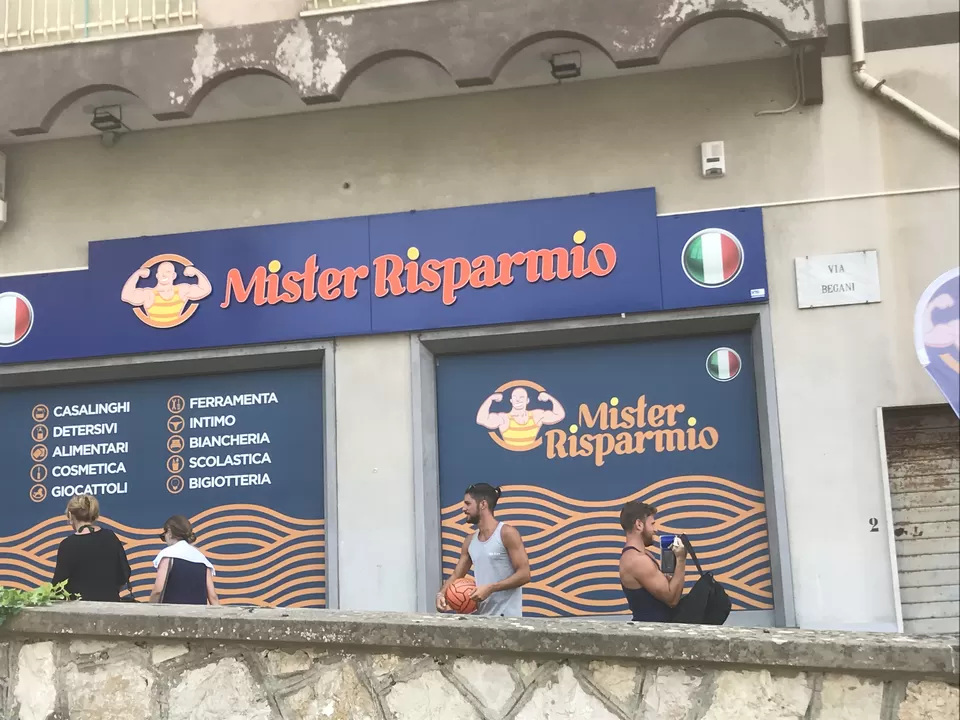 Mister Risparmio
VIA
BEGANI
CASALINGHI
DETERSIVI
ALIMENTARI
COSMETICA
GIOCATTOLI
FERRAMENTA
INTIMO
BIANCHERIA
SCOLASTICA
BIGIOTTERIA
Mister
Risparmio
2